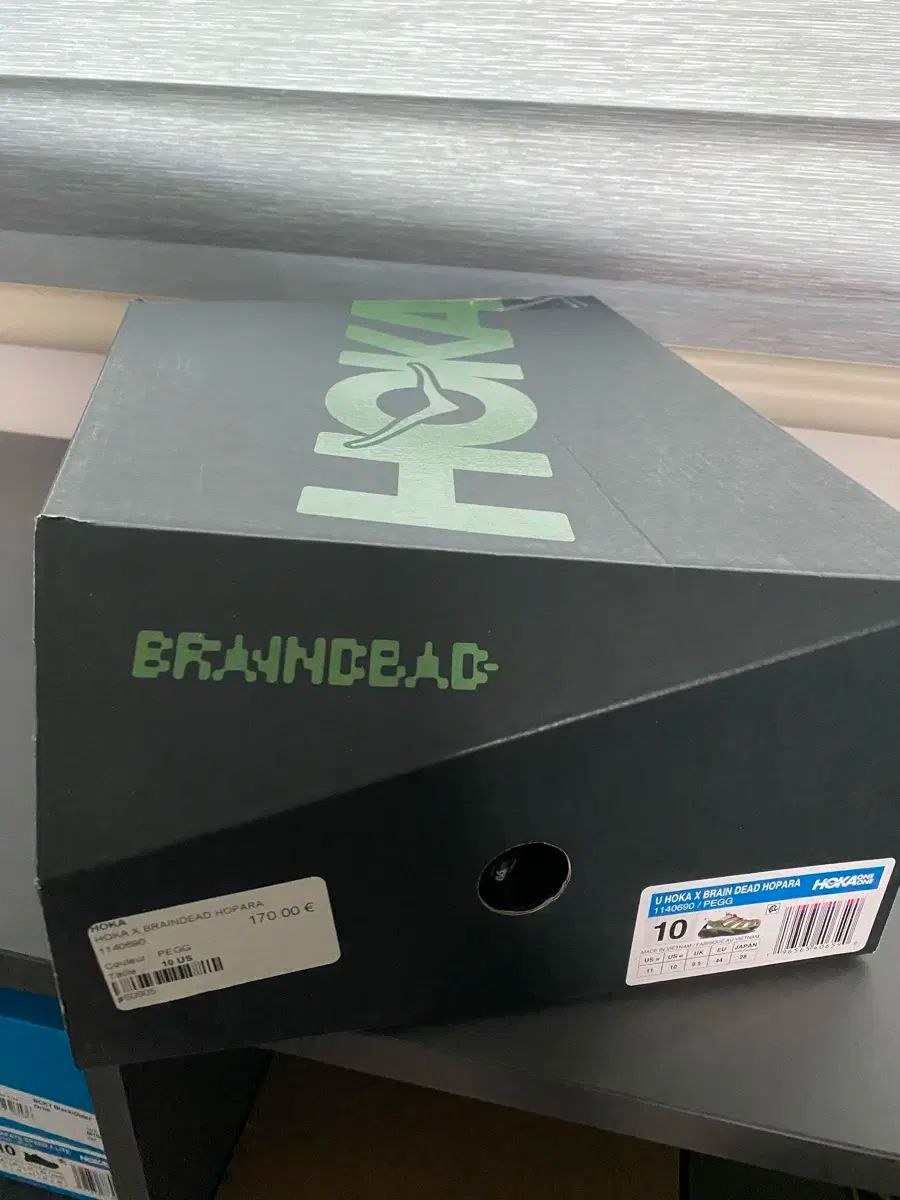 HOKA
BRAINDEAD
HOKA
HOKA X BRAINDEAD HOPARA
170.00 €
1140690
Couleur PEGG
Taille 10 US
#50905
U HOKA X BRAIN DEAD HOPARA HOKA ONE ONE
1140690 / PEGG
10
MADE IN VIETNAM / FABRIQUÉ AU VIETNAM
US W US M UK EU JAPAN
11 10 9.5 44 28
HOKA
10